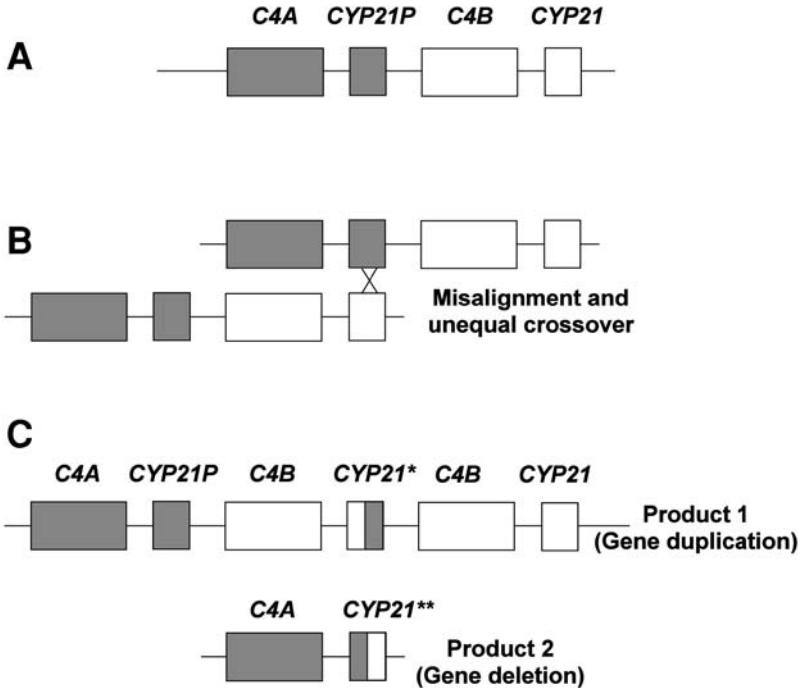 C4A CYP21P C4B CYP21
A
B
Misalignment and
unequal crossover
C
C4A CYP21P C4B CYP21* C4B CYP21
Product 1
(Gene duplication)
C4A CYP21**
Product 2
(Gene deletion)